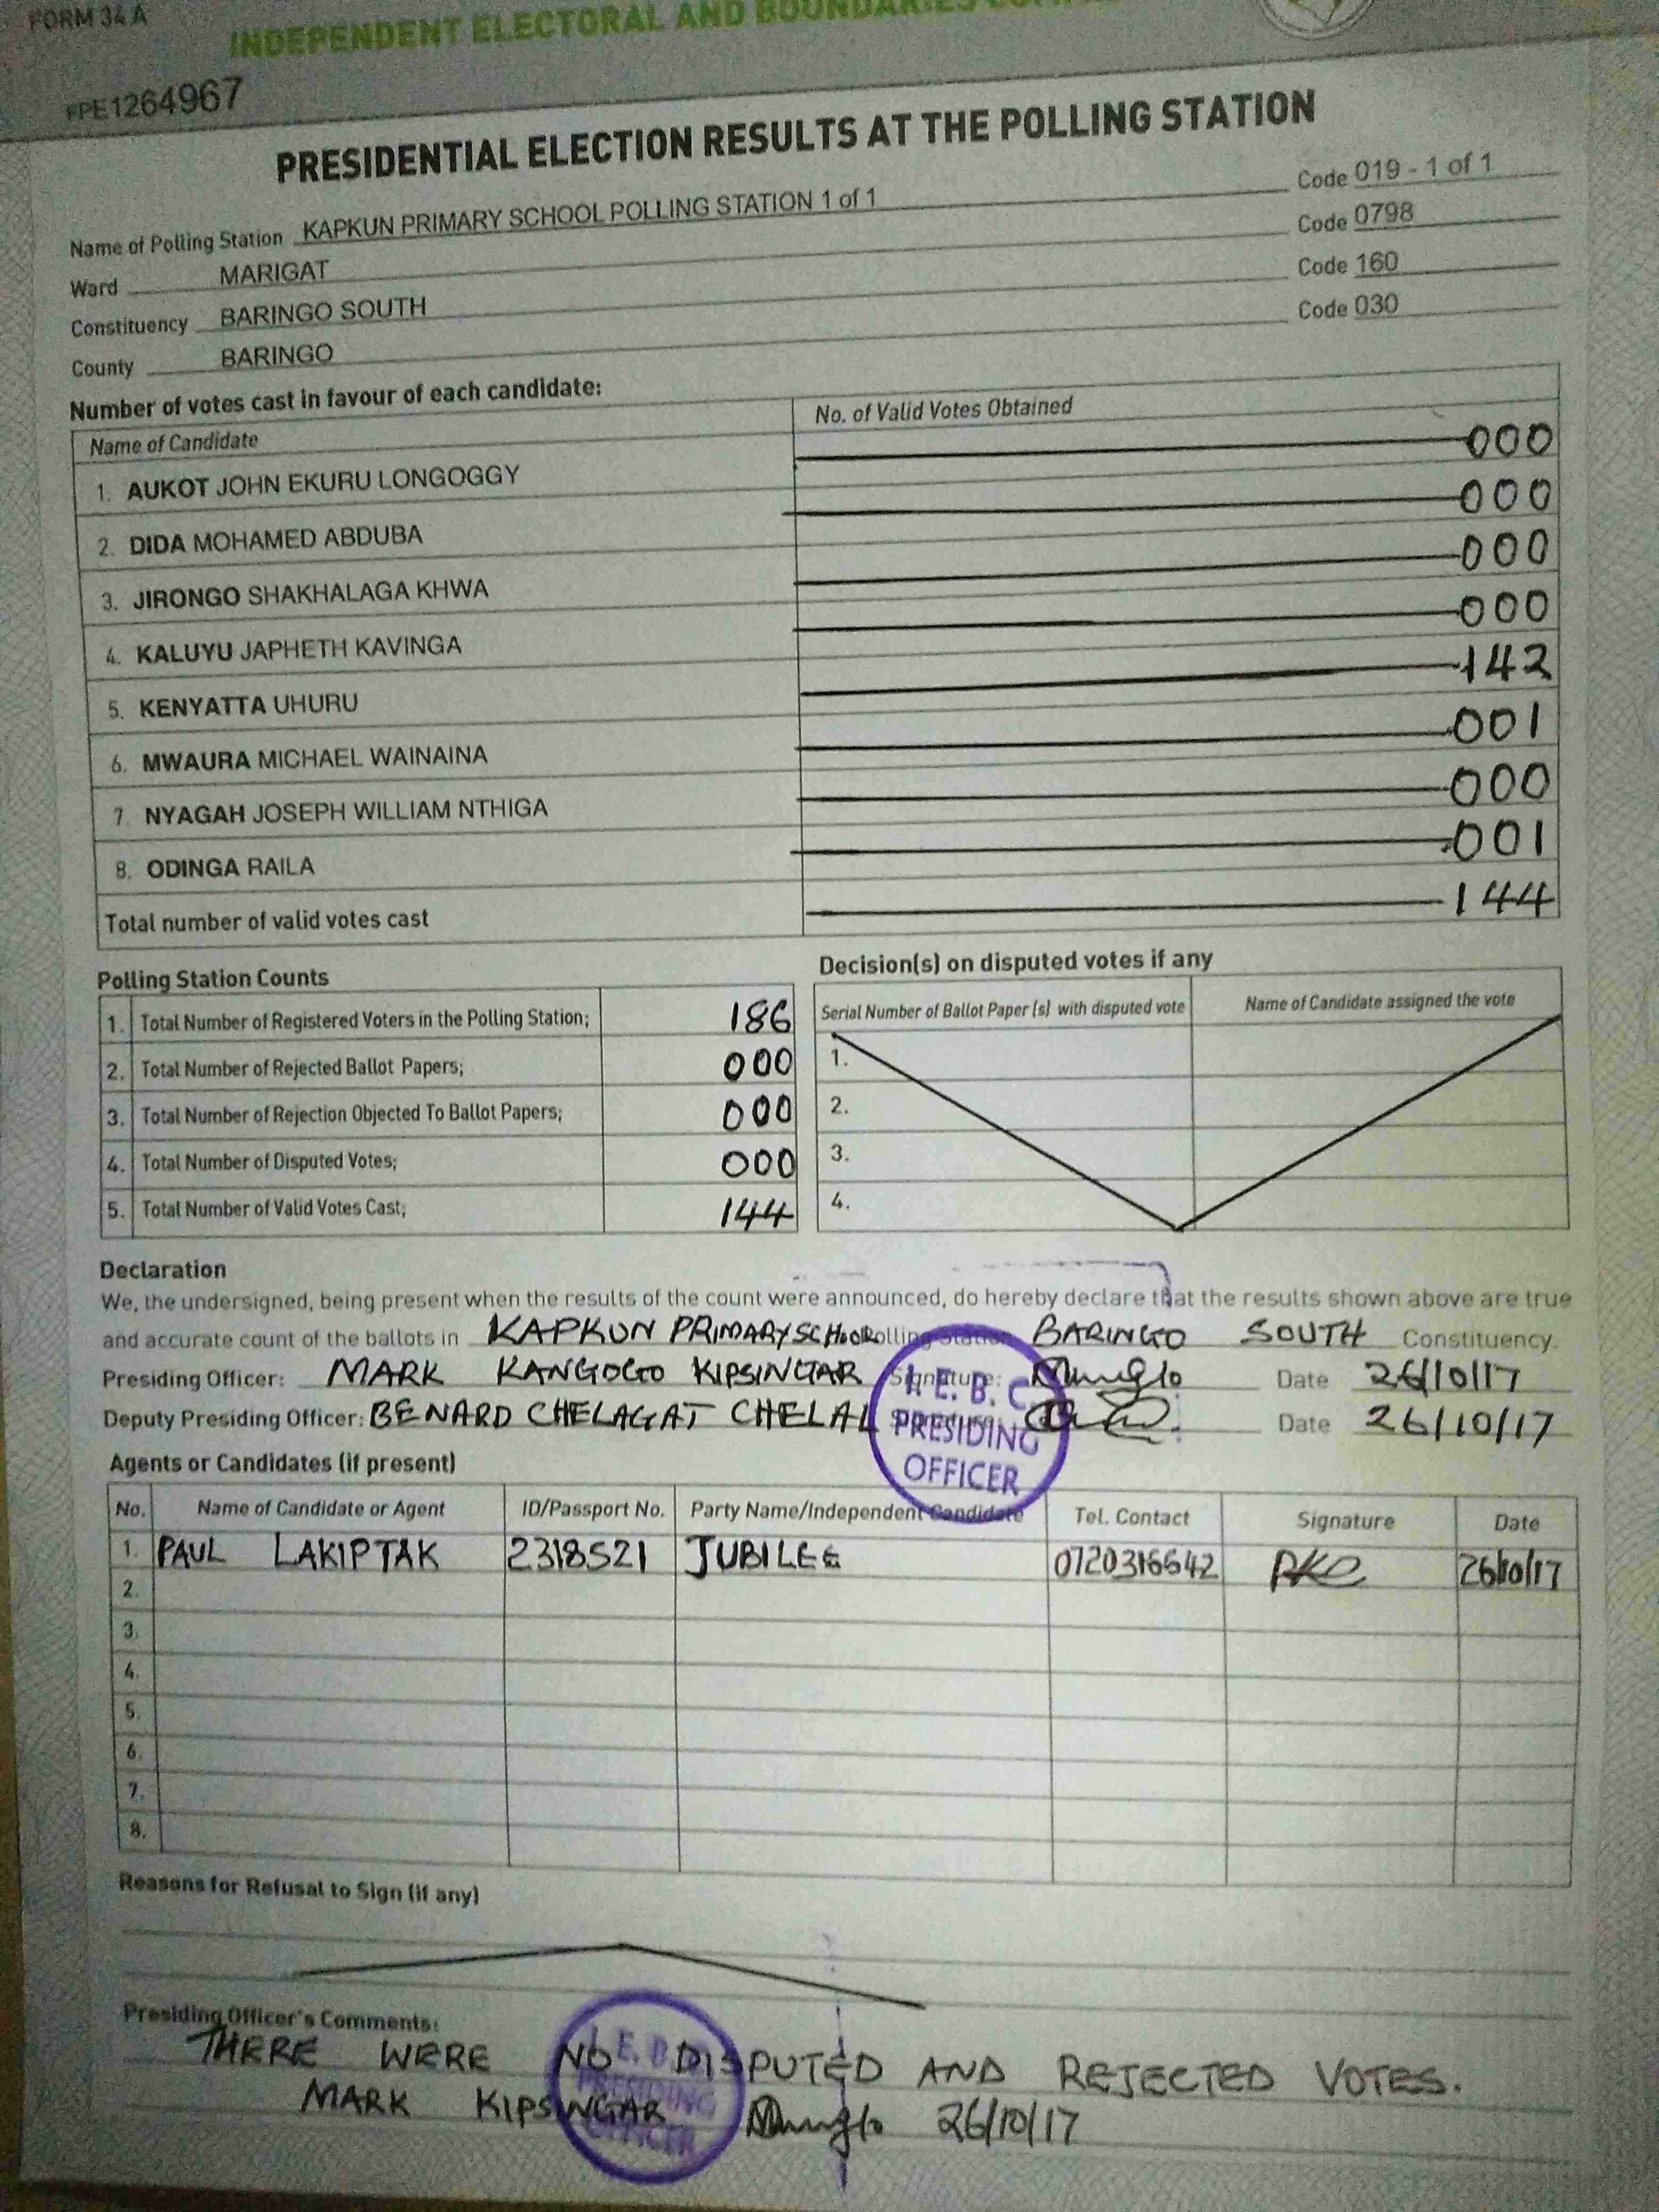 FORM 34 A
INDEPENDENT ELECTORAL AND BOUNDARIES
FPE1264967
PRESIDENTIAL ELECTION RESULTS AT THE POLLING STATION
Name of Polling Station KAPKUN PRIMARY SCHOOL POLLING STATION 1 of 1 Code 019 - 1 of 1
Ward MARIGAT Code 0798
Constituency BARINGO SOUTH Code 160
County BARINGO Code 030
Number of votes cast in favour of each candidate:
Name of Candidate No. of Valid Votes Obtained
1. AUKOT JOHN EKURU LONGOGGY 000
2. DIDA MOHAMED ABDUBA 000
3. JIRONGO SHAKHALAGA KHWA 000
4. KALUYU JAPHETH KAVINGA 000
5. KENYATTA UHURU 142
6. MWAURA MICHAEL WAINAINA 001
7. NYAGAH JOSEPH WILLIAM NTHIGA 000
8. ODINGA RAILA 001
Total number of valid votes cast 144
Polling Station Counts
1. Total Number of Registered Voters in the Polling Station; 186
2. Total Number of Rejected Ballot Papers; 000
3. Total Number of Rejection Objected To Ballot Papers; 000
4. Total Number of Disputed Votes; 000
5. Total Number of Valid Votes Cast; 144
Decision(s) on disputed votes if any
Serial Number of Ballot Paper (s) with disputed vote Name of Candidate assigned the vote
1.
2.
3.
4.
Declaration
We, the undersigned, being present when the results of the count were announced, do hereby declare that the results shown above are true
and accurate count of the ballots in KAPKUN PRIMARY SCHOOL Polling Station BARINGO SOUTH Constituency.
Presiding Officer: MARK KANGOGO KIPSINGAR Signature: Date 26/10/17
Deputy Presiding Officer: BENARD CHELAGAT CHELAL Date 26/10/17
I. E. B. C
PRESIDING
OFFICER
Agents or Candidates (if present)
No. Name of Candidate or Agent ID/Passport No. Party Name/Independent Candidate Tel. Contact Signature Date
1. PAUL LAKIPTAK 2318521 JUBILEE 0720316642 26/10/17
2.
3.
4.
5.
6.
7.
8.
Reasons for Refusal to Sign (if any)
Presiding Officer's Comments:
THERE WERE NO DISPUTED AND REJECTED VOTES.
MARK KIPSINGAR 26/10/17
PRESIDING
OFFICER